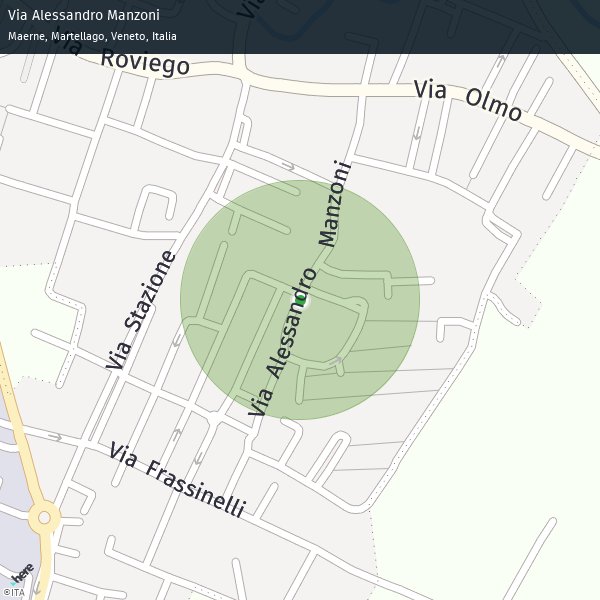 Via Alessandro Manzoni
Maerne, Martellago, Veneto, Italia
Via Roviego
Via Olmo
Via Alessandro Manzoni
Via Stazione
Via Frassinelli
here
©ITA